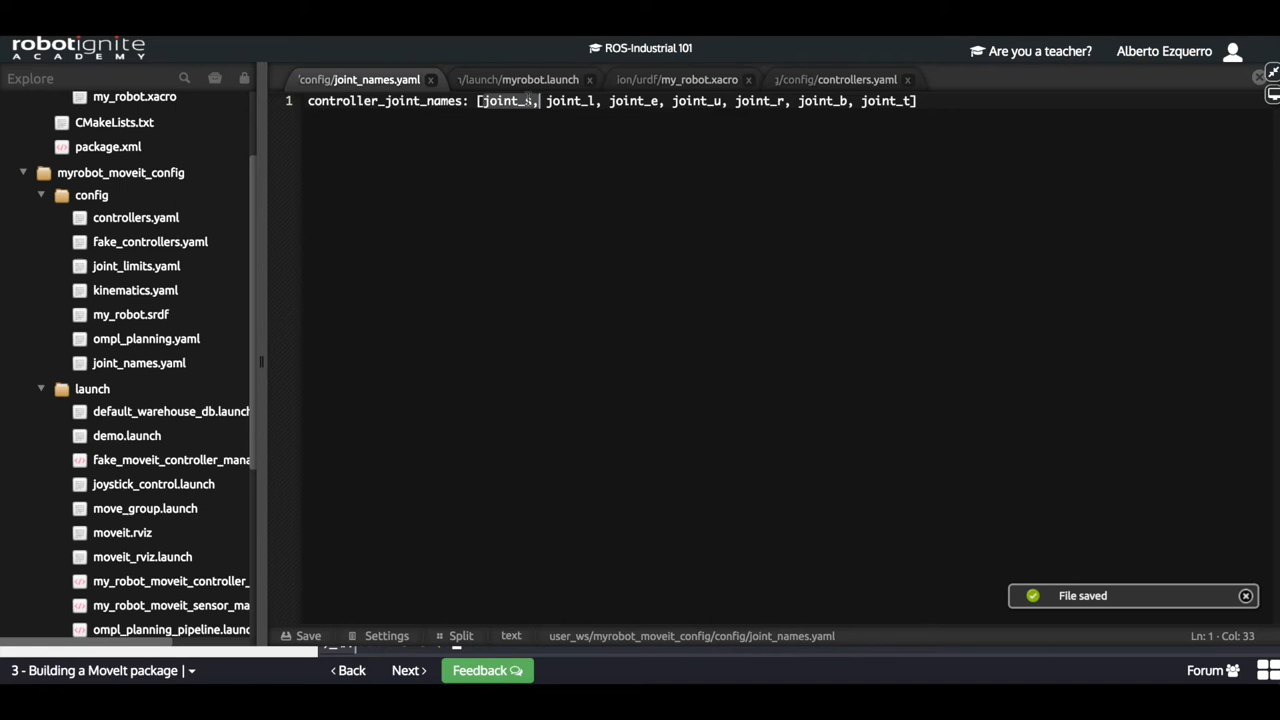 robotignite
ACADEMY
ROS-Industrial 101
Are you a teacher?
Alberto Ezquerro
Explore
'config/joint_names.yaml
ı/launch/myrobot.launch
ion/urdf/my_robot.xacro
ȝ/config/controllers.yaml
my_robot.xacro
CMakeLists.txt
package.xml
myrobot_moveit_config
config
controllers.yaml
fake_controllers.yaml
joint_limits.yaml
kinematics.yaml
my_robot.srdf
ompl_planning.yaml
joint_names.yaml
launch
default_warehouse_db.launch
demo.launch
fake_moveit_controller_mana
joystick_control.launch
move_group.launch
moveit.rviz
moveit_rviz.launch
my_robot_moveit_controller_
my_robot_moveit_sensor_ma
ompl_planning_pipeline.launc
1 controller_joint_names: [joint_s, joint_l, joint_e, joint_u, joint_r, joint_b, joint_t]
File saved
Save
Settings
Split
text
user_ws/myrobot_moveit_config/config/joint_names.yaml
Ln: 1 - Col: 33
3 - Building a MoveIt package |
Back
Next
Feedback
Forum